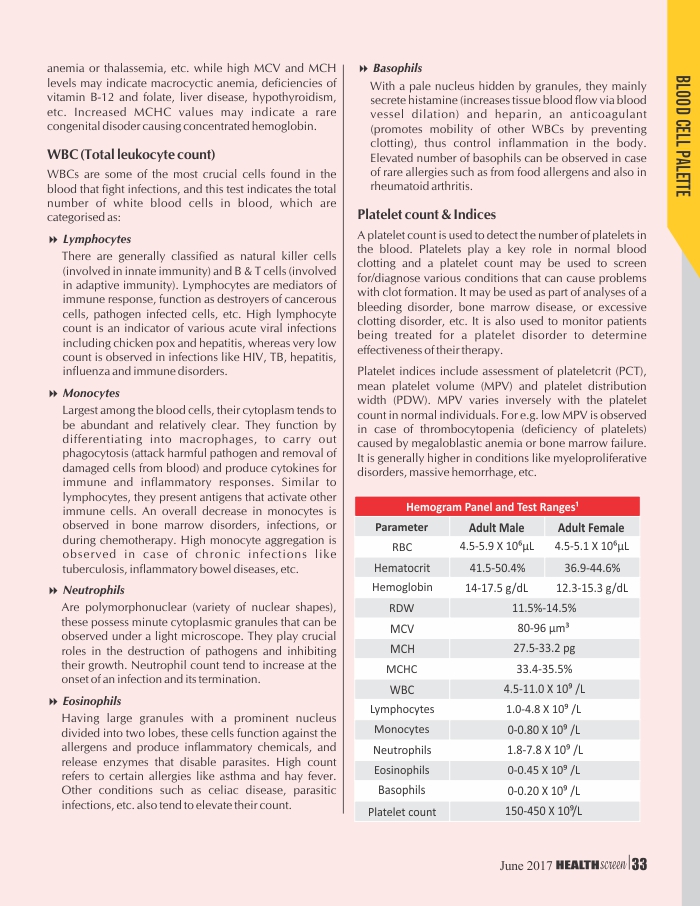 anemia or thalassemia, etc. while high MCV and MCH
levels may indicate macrocyctic anemia, deficiencies of
vitamin B-12 and folate, liver disease, hypothyroidism,
etc. Increased MCHC values may indicate a rare
congenital disoder causing concentrated hemoglobin.
WBC (Total leukocyte count)
WBCs are some of the most crucial cells found in the
blood that fight infections, and this test indicates the total
number of white blood cells in blood, which are
categorised as:
Lymphocytes
There are generally classified as natural killer cells
(involved in innate immunity) and B & T cells (involved
in adaptive immunity). Lymphocytes are mediators of
immune response, function as destroyers of cancerous
cells, pathogen infected cells, etc. High lymphocyte
count is an indicator of various acute viral infections
including chicken pox and hepatitis, whereas very low
count is observed in infections like HIV, TB, hepatitis,
influenza and immune disorders.
Monocytes
Largest among the blood cells, their cytoplasm tends to
be abundant and relatively clear. They function by
differentiating into macrophages, to carry out
phagocytosis (attack harmful pathogen and removal of
damaged cells from blood) and produce cytokines for
immune and inflammatory responses. Similar to
lymphocytes, they present antigens that activate other
immune cells. An overall decrease in monocytes is
observed in bone marrow disorders, infections, or
during chemotherapy. High monocyte aggregation is
observed in case of chronic infections like
tuberculosis, inflammatory bowel diseases, etc.
Neutrophils
Are polymorphonuclear (variety of nuclear shapes),
these possess minute cytoplasmic granules that can be
observed under a light microscope. They play crucial
roles in the destruction of pathogens and inhibiting
their growth. Neutrophil count tend to increase at the
onset of an infection and its termination.
Eosinophils
Having large granules with a prominent nucleus
divided into two lobes, these cells function against the
allergens and produce inflammatory chemicals, and
release enzymes that disable parasites. High count
refers to certain allergies like asthma and hay fever.
Other conditions such as celiac disease, parasitic
infections, etc. also tend to elevate their count.
Basophils
With a pale nucleus hidden by granules, they mainly
secrete histamine (increases tissue blood flow via blood
vessel dilation) and heparin, an anticoagulant
(promotes mobility of other WBCs by preventing
clotting), thus control inflammation in the body.
Elevated number of basophils can be observed in case
of rare allergies such as from food allergens and also in
rheumatoid arthritis.
Platelet count & Indices
A platelet count is used to detect the number of platelets in
the blood. Platelets play a key role in normal blood
clotting and a platelet count may be used to screen
for/diagnose various conditions that can cause problems
with clot formation. It may be used as part of analyses of a
bleeding disorder, bone marrow disease, or excessive
clotting disorder, etc. It is also used to monitor patients
being treated for a platelet disorder to determine
effectiveness of their therapy.
Platelet indices include assessment of plateletcrit (PCT),
mean platelet volume (MPV) and platelet distribution
width (PDW). MPV varies inversely with the platelet
count in normal individuals. For e.g. low MPV is observed
in case of thrombocytopenia (deficiency of platelets)
caused by megaloblastic anemia or bone marrow failure.
It is generally higher in conditions like myeloproliferative
disorders, massive hemorrhage, etc.
Hemogram Panel and Test Ranges¹
Parameter Adult Male Adult Female
RBC 4.5-5.9 X 10⁶µL 4.5-5.1 X 10⁶µL
Hematocrit 41.5-50.4% 36.9-44.6%
Hemoglobin 14-17.5 g/dL 12.3-15.3 g/dL
RDW 11.5%-14.5%
MCV 80-96 µm³
MCH 27.5-33.2 pg
MCHC 33.4-35.5%
WBC 4.5-11.0 X 10⁹ /L
Lymphocytes 1.0-4.8 X 10⁹ /L
Monocytes 0-0.80 X 10⁹ /L
Neutrophils 1.8-7.8 X 10⁹ /L
Eosinophils 0-0.45 X 10⁹ /L
Basophils 0-0.20 X 10⁹ /L
Platelet count 150-450 X 10⁹/L
BLOOD CELL PALETTE
June 2017 HEALTHscreen 33